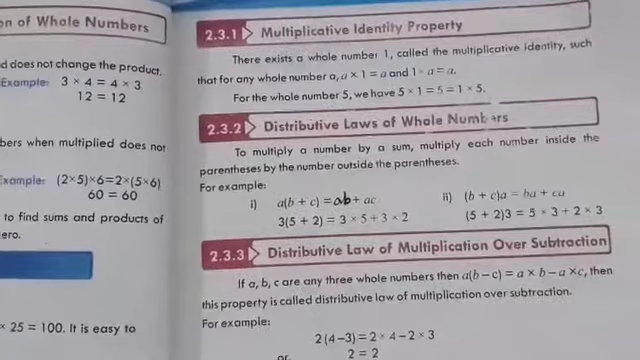 on of Whole Numbers
d does not change the product.
Example: 3 × 4 = 4 × 3
12 = 12
bers when multiplied does not
Example: (2×5)×6=2×(5×6)
60 = 60
to find sums and products of
ero.
× 25 = 100. It is easy to
2.3.1 Multiplicative Identity Property
There exists a whole number 1, called the multiplicative identity, such
that for any whole number a, a × 1 = a and 1 × a = a.
For the whole number 5, we have 5 × 1 = 5 = 1 × 5.
2.3.2 Distributive Laws of Whole Numbers
To multiply a number by a sum, multiply each number inside the
parentheses by the number outside the parentheses.
For example:
i) a(b + c) = ab + ac ii) (b + c)a = ba + ca
3(5 + 2) = 3 × 5 + 3 × 2 (5 + 2)3 = 5 × 3 + 2 × 3
2.3.3 Distributive Law of Multiplication Over Subtraction
If a, b, c are any three whole numbers then a(b – c) = a × b – a × c, then
this property is called distributive law of multiplication over subtraction.
For example:
2 (4–3) = 2 × 4 – 2 × 3
or 2 = 2